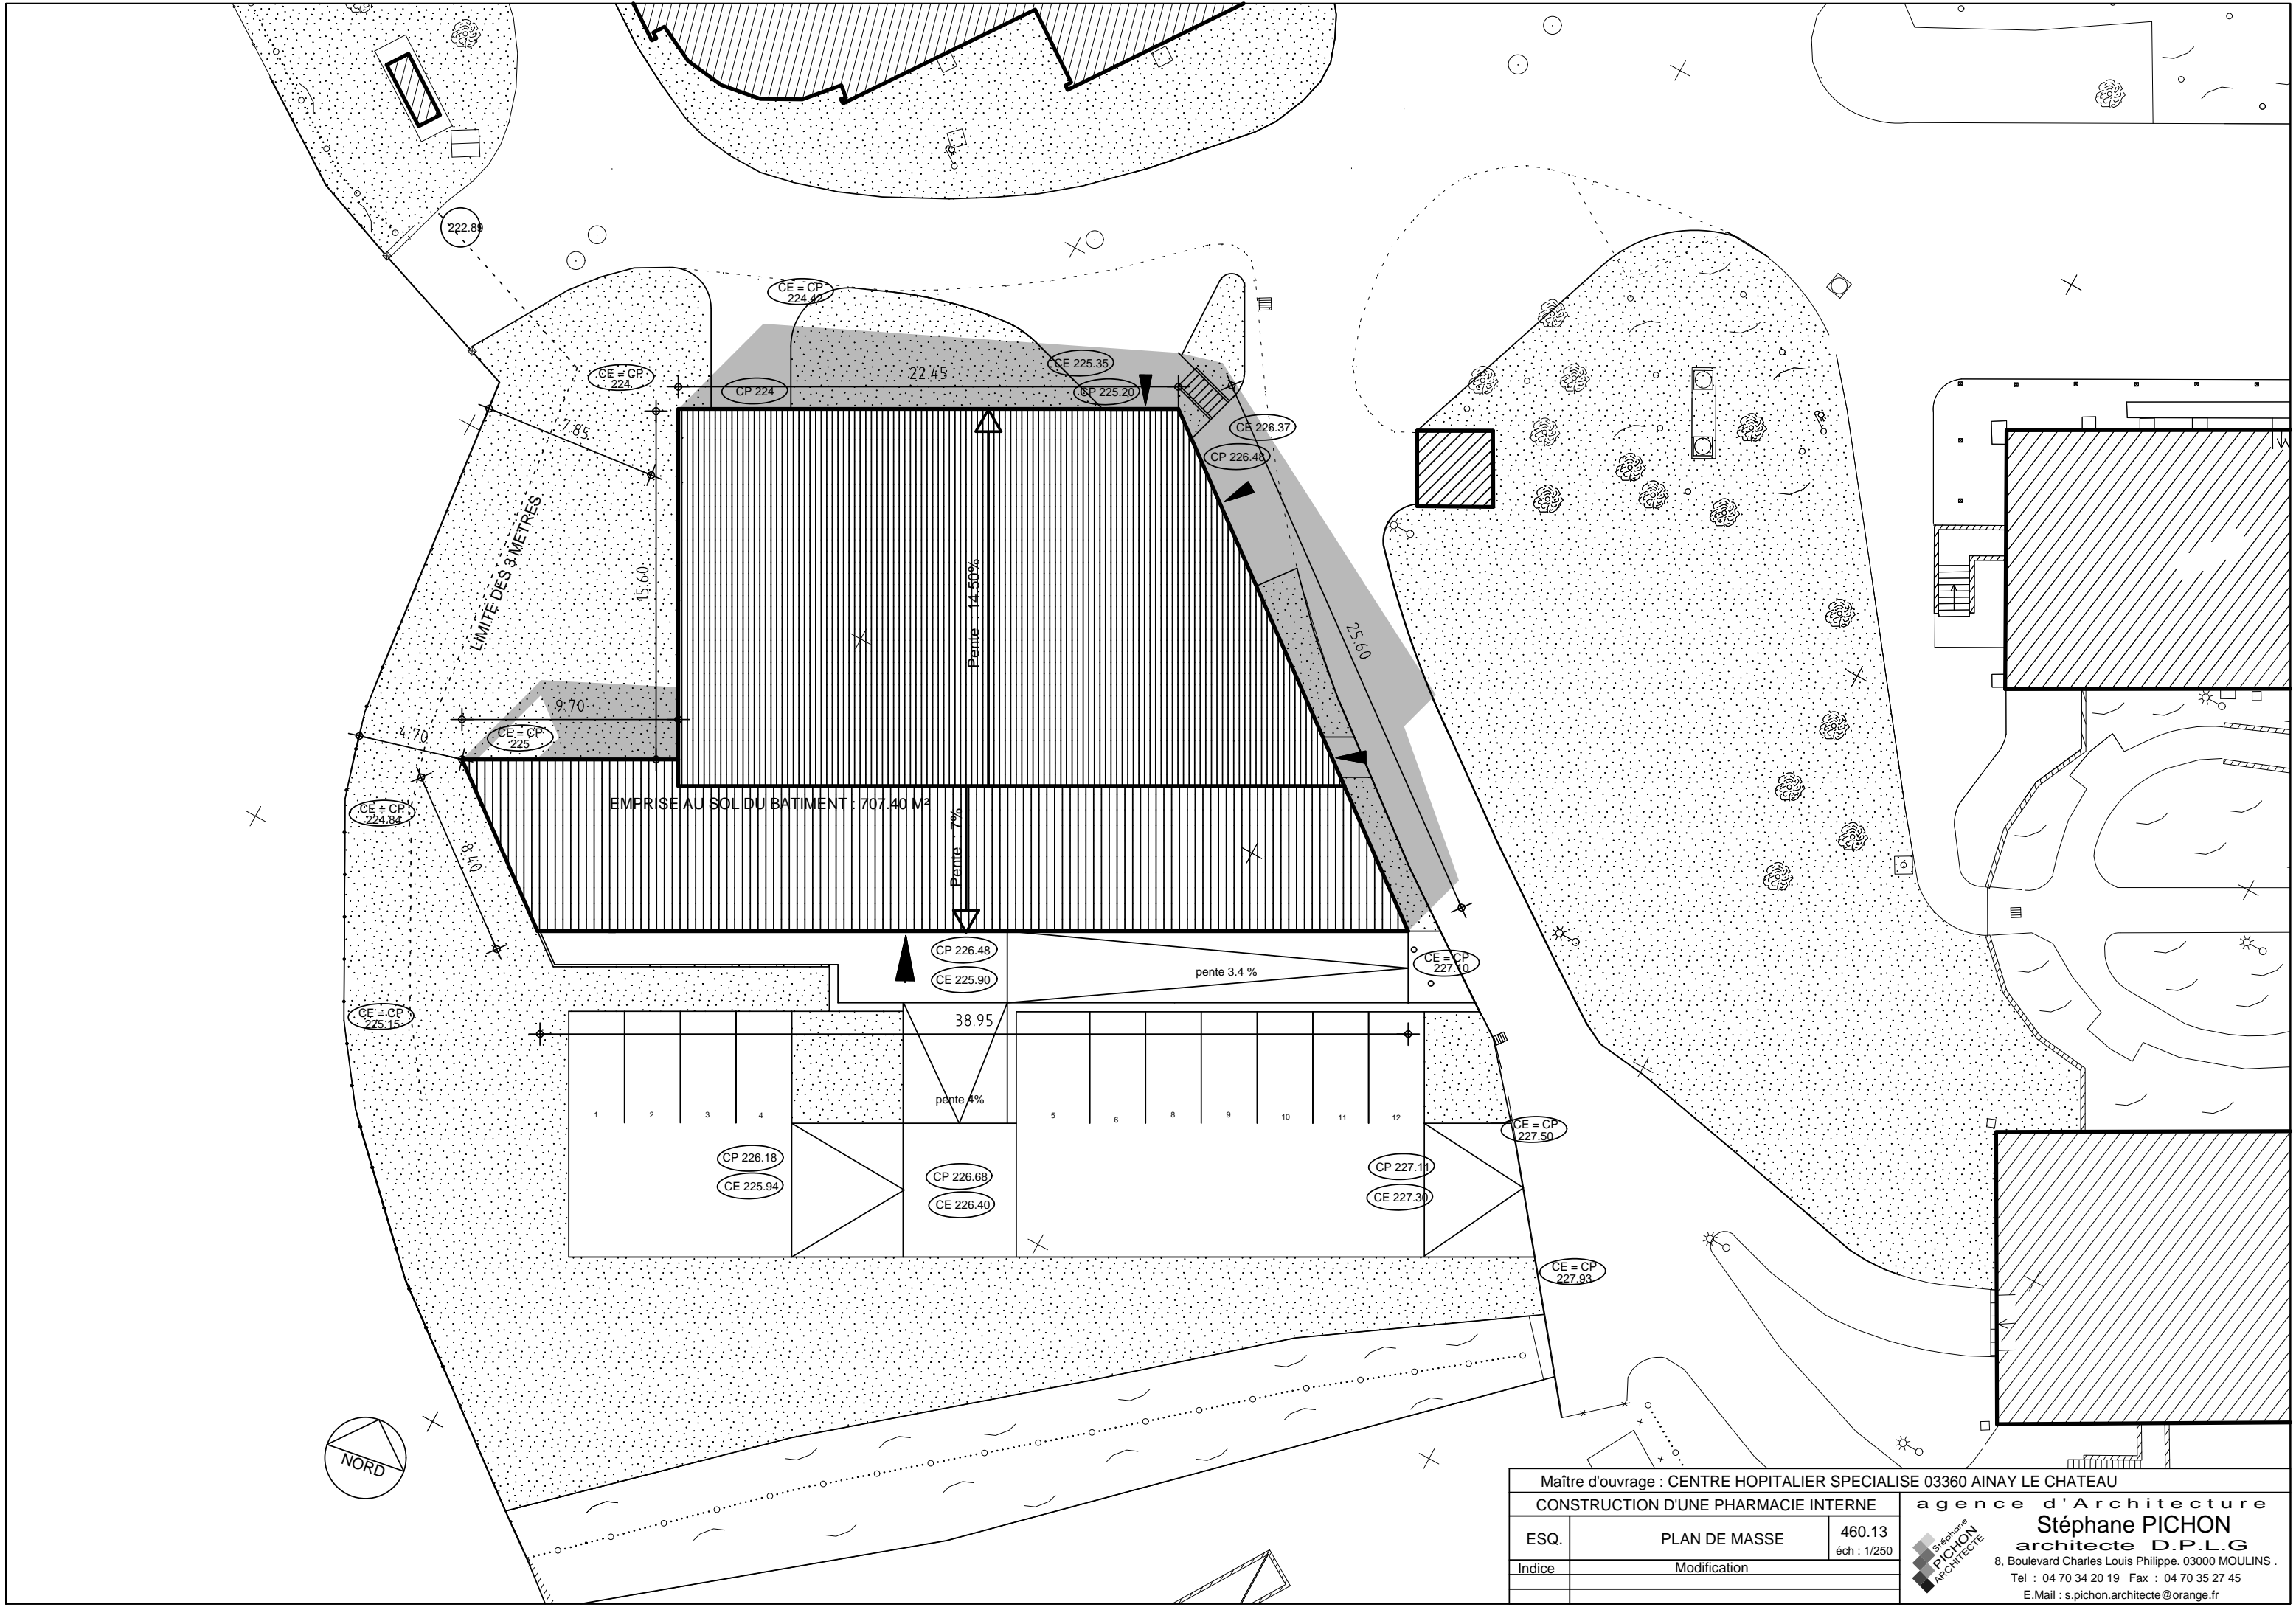 222.89
CE = CP
224.42
CE = CP
224
CP 224
22.45
CE 225.35
CP 225.20
CE 226.37
CP 226.48
7.85
LIMITE DES 3 METRES
15.60
Pente : 14.50%
25.60
9.70
CE = CP
225
4.70
CE = CP
224.84
8.40
EMPRISE AU SOL DU BATIMENT : 707.40 M²
Pente : 7%
CP 226.48
CE 225.90
pente 3.4 %
CE = CP
227.10
CE = CP
225.15
38.95
pente 4%
1
2
3
4
5
6
8
9
10
11
12
CE = CP
227.50
CP 226.18
CE 225.94
CP 226.68
CE 226.40
CP 227.11
CE 227.30
CE = CP
227.93
NORD
Maître d'ouvrage : CENTRE HOPITALIER SPECIALISE 03360 AINAY LE CHATEAU
CONSTRUCTION D'UNE PHARMACIE INTERNE
ESQ.
PLAN DE MASSE
460.13
éch : 1/250
Indice
Modification
agence d'Architecture
Stéphane PICHON
architecte D.P.L.G
8, Boulevard Charles Louis Philippe. 03000 MOULINS .
Tel : 04 70 34 20 19 Fax : 04 70 35 27 45
E.Mail : s.pichon.architecte@orange.fr
Stéphane
PICHON
ARCHITECTE